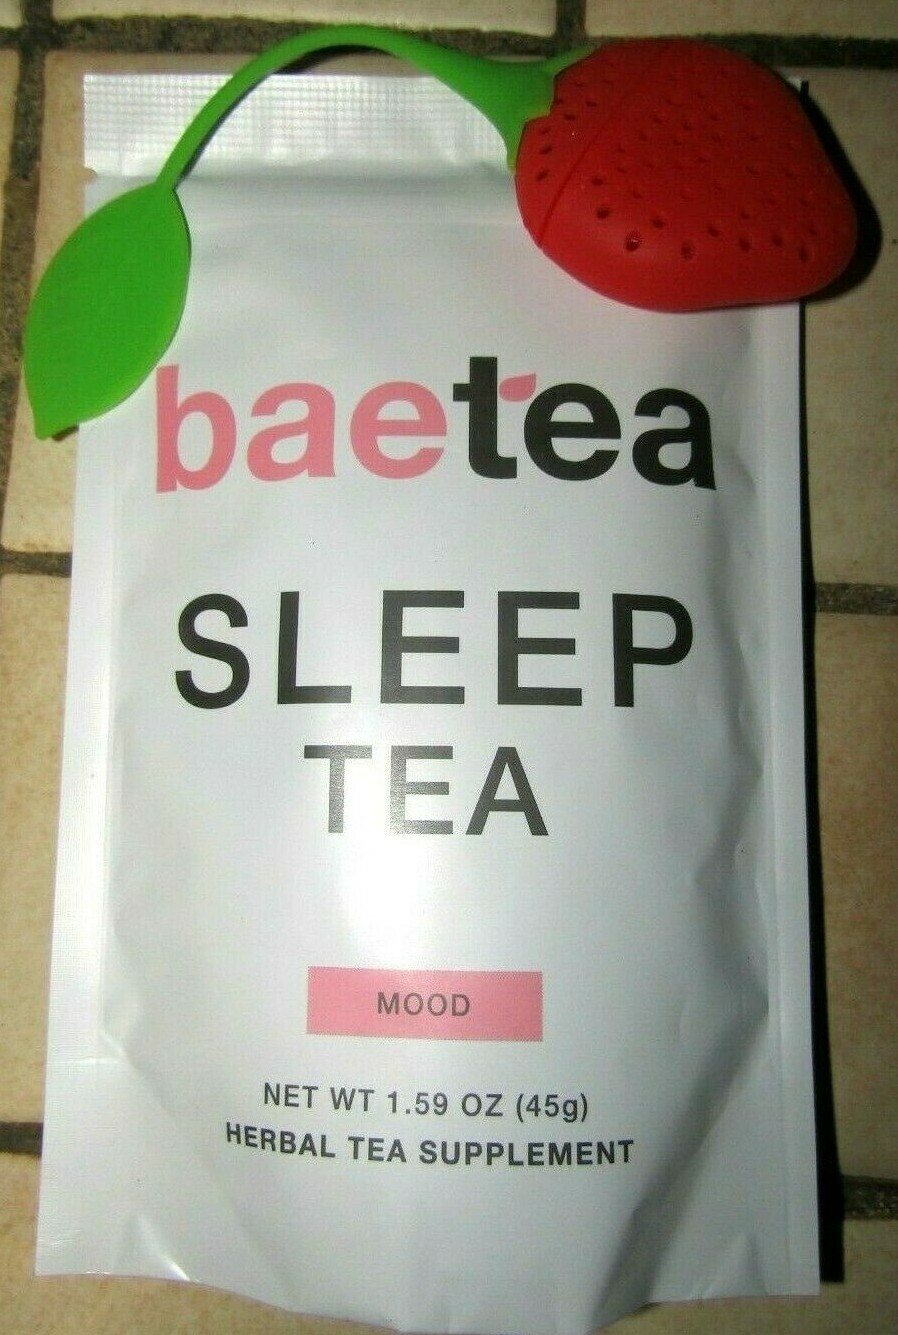 baetea
SLEEP
TEA
MOOD
NET WT 1.59 OZ (45g)
HERBAL TEA SUPPLEMENT